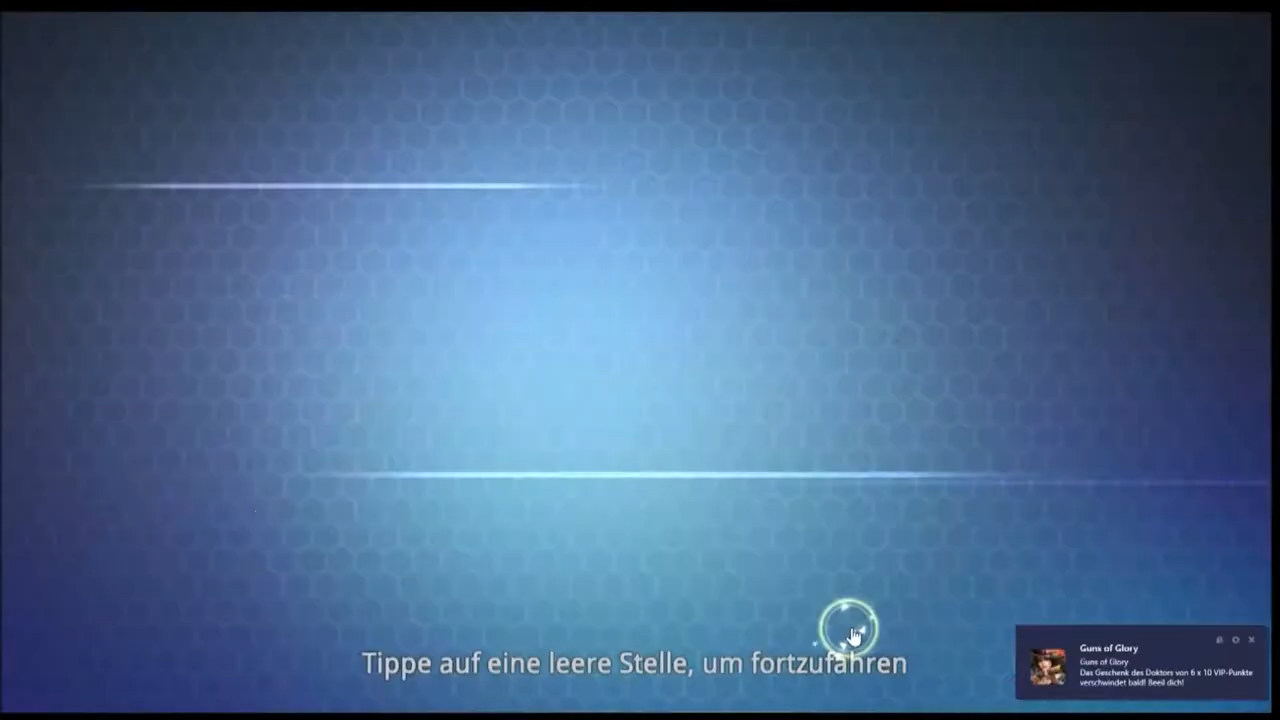 Tippe auf eine leere Stelle, um fortzufahren
Guns of Glory
Guns of Glory
Das Geschenk des Doktors von 6 x 10 VIP-Punkte
verschwindet bald! Beeil dich!